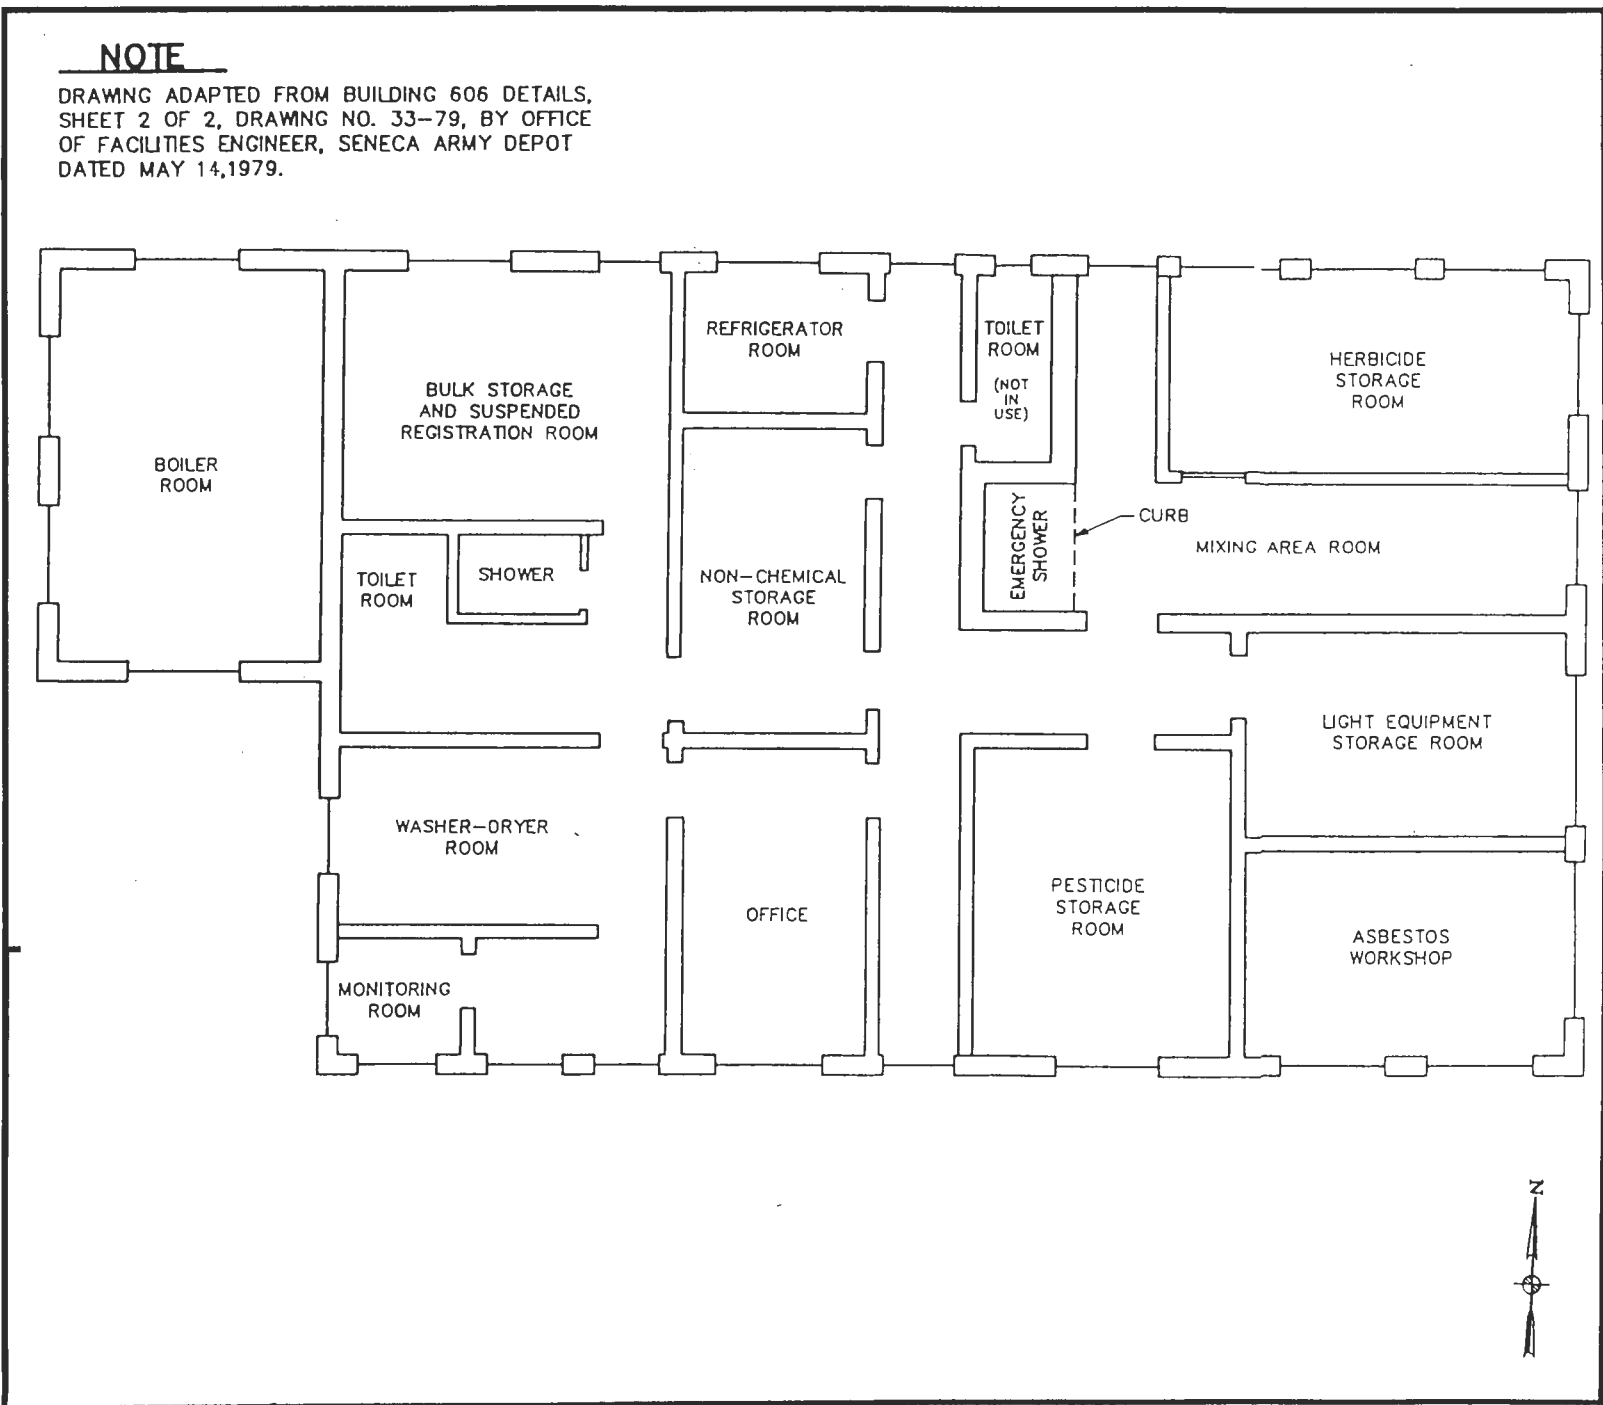 NOTE
DRAWING ADAPTED FROM BUILDING 606 DETAILS,
SHEET 2 OF 2, DRAWING NO. 33-79, BY OFFICE
OF FACILITIES ENGINEER, SENECA ARMY DEPOT
DATED MAY 14,1979.
BOILER
ROOM
BULK STORAGE
AND SUSPENDED
REGISTRATION ROOM
REFRIGERATOR
ROOM
TOILET
ROOM
(NOT
IN
USE)
HERBICIDE
STORAGE
ROOM
TOILET
ROOM
SHOWER
NON-CHEMICAL
STORAGE
ROOM
EMERGENCY
SHOWER
CURB
MIXING AREA ROOM
LIGHT EQUIPMENT
STORAGE ROOM
WASHER-DRYER
ROOM
OFFICE
PESTICIDE
STORAGE
ROOM
ASBESTOS
WORKSHOP
MONITORING
ROOM
N